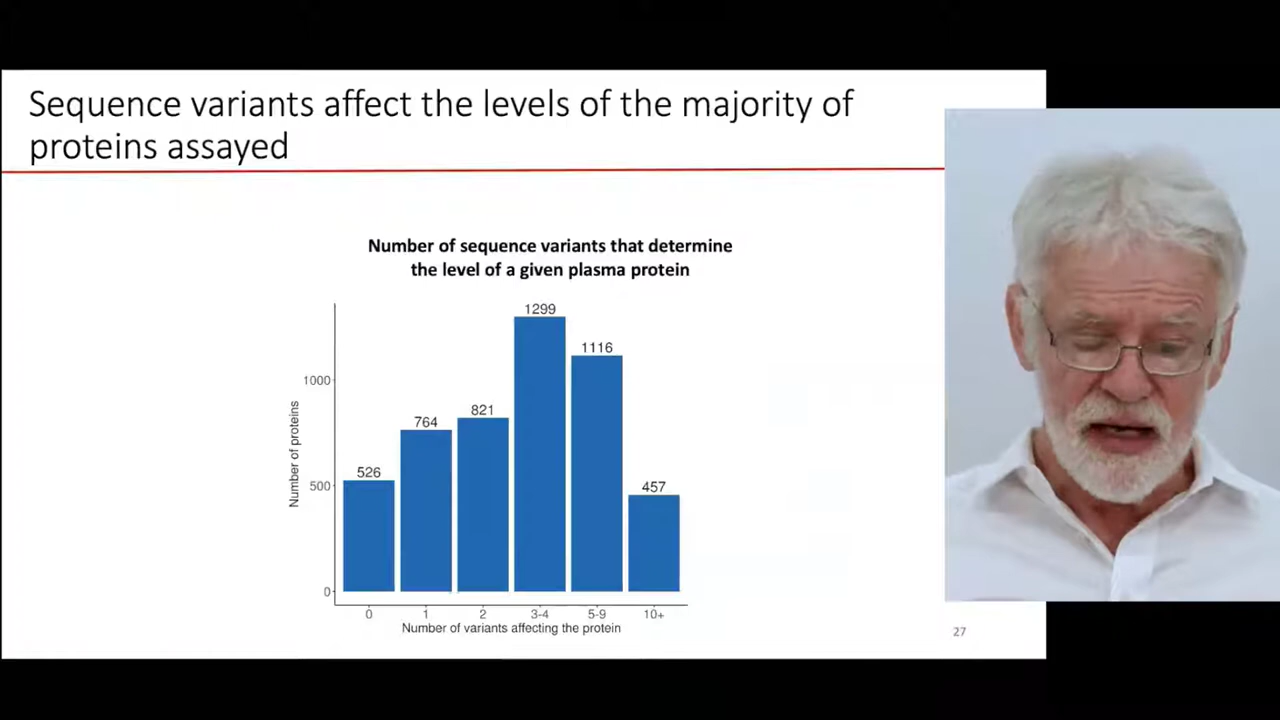 Sequence variants affect the levels of the majority of
proteins assayed
Number of sequence variants that determine
the level of a given plasma protein
1299
1116
1000
821
764
526
500
457
0
Number of proteins
0 1 2 3-4 5-9 10+
Number of variants affecting the protein
27